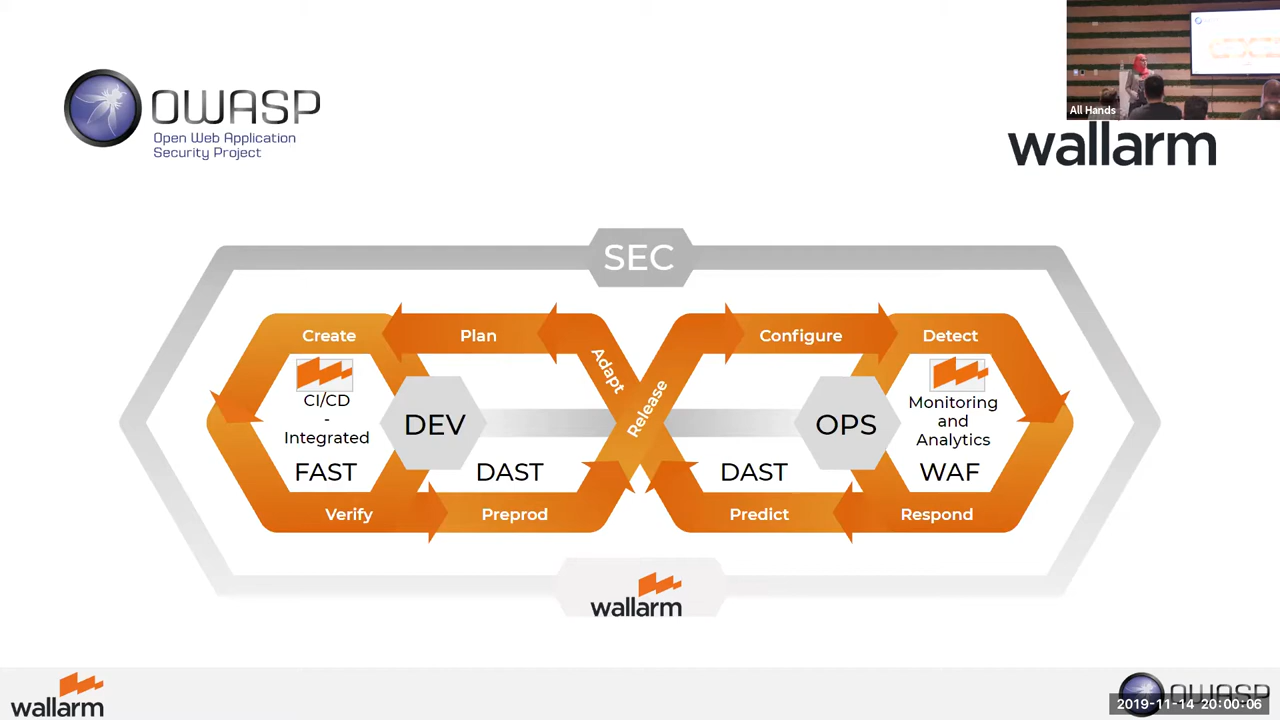 OWASP
Open Web Application
Security Project
All Hands
wallarm
SEC
Create
Plan
Adapt
Release
Configure
Detect
CI/CD
-
Integrated
FAST
DEV
DAST
DAST
OPS
Monitoring
and
Analytics
WAF
Verify
Preprod
Predict
Respond
wallarm
wallarm
OWASP
2019-11-14 20:00:06